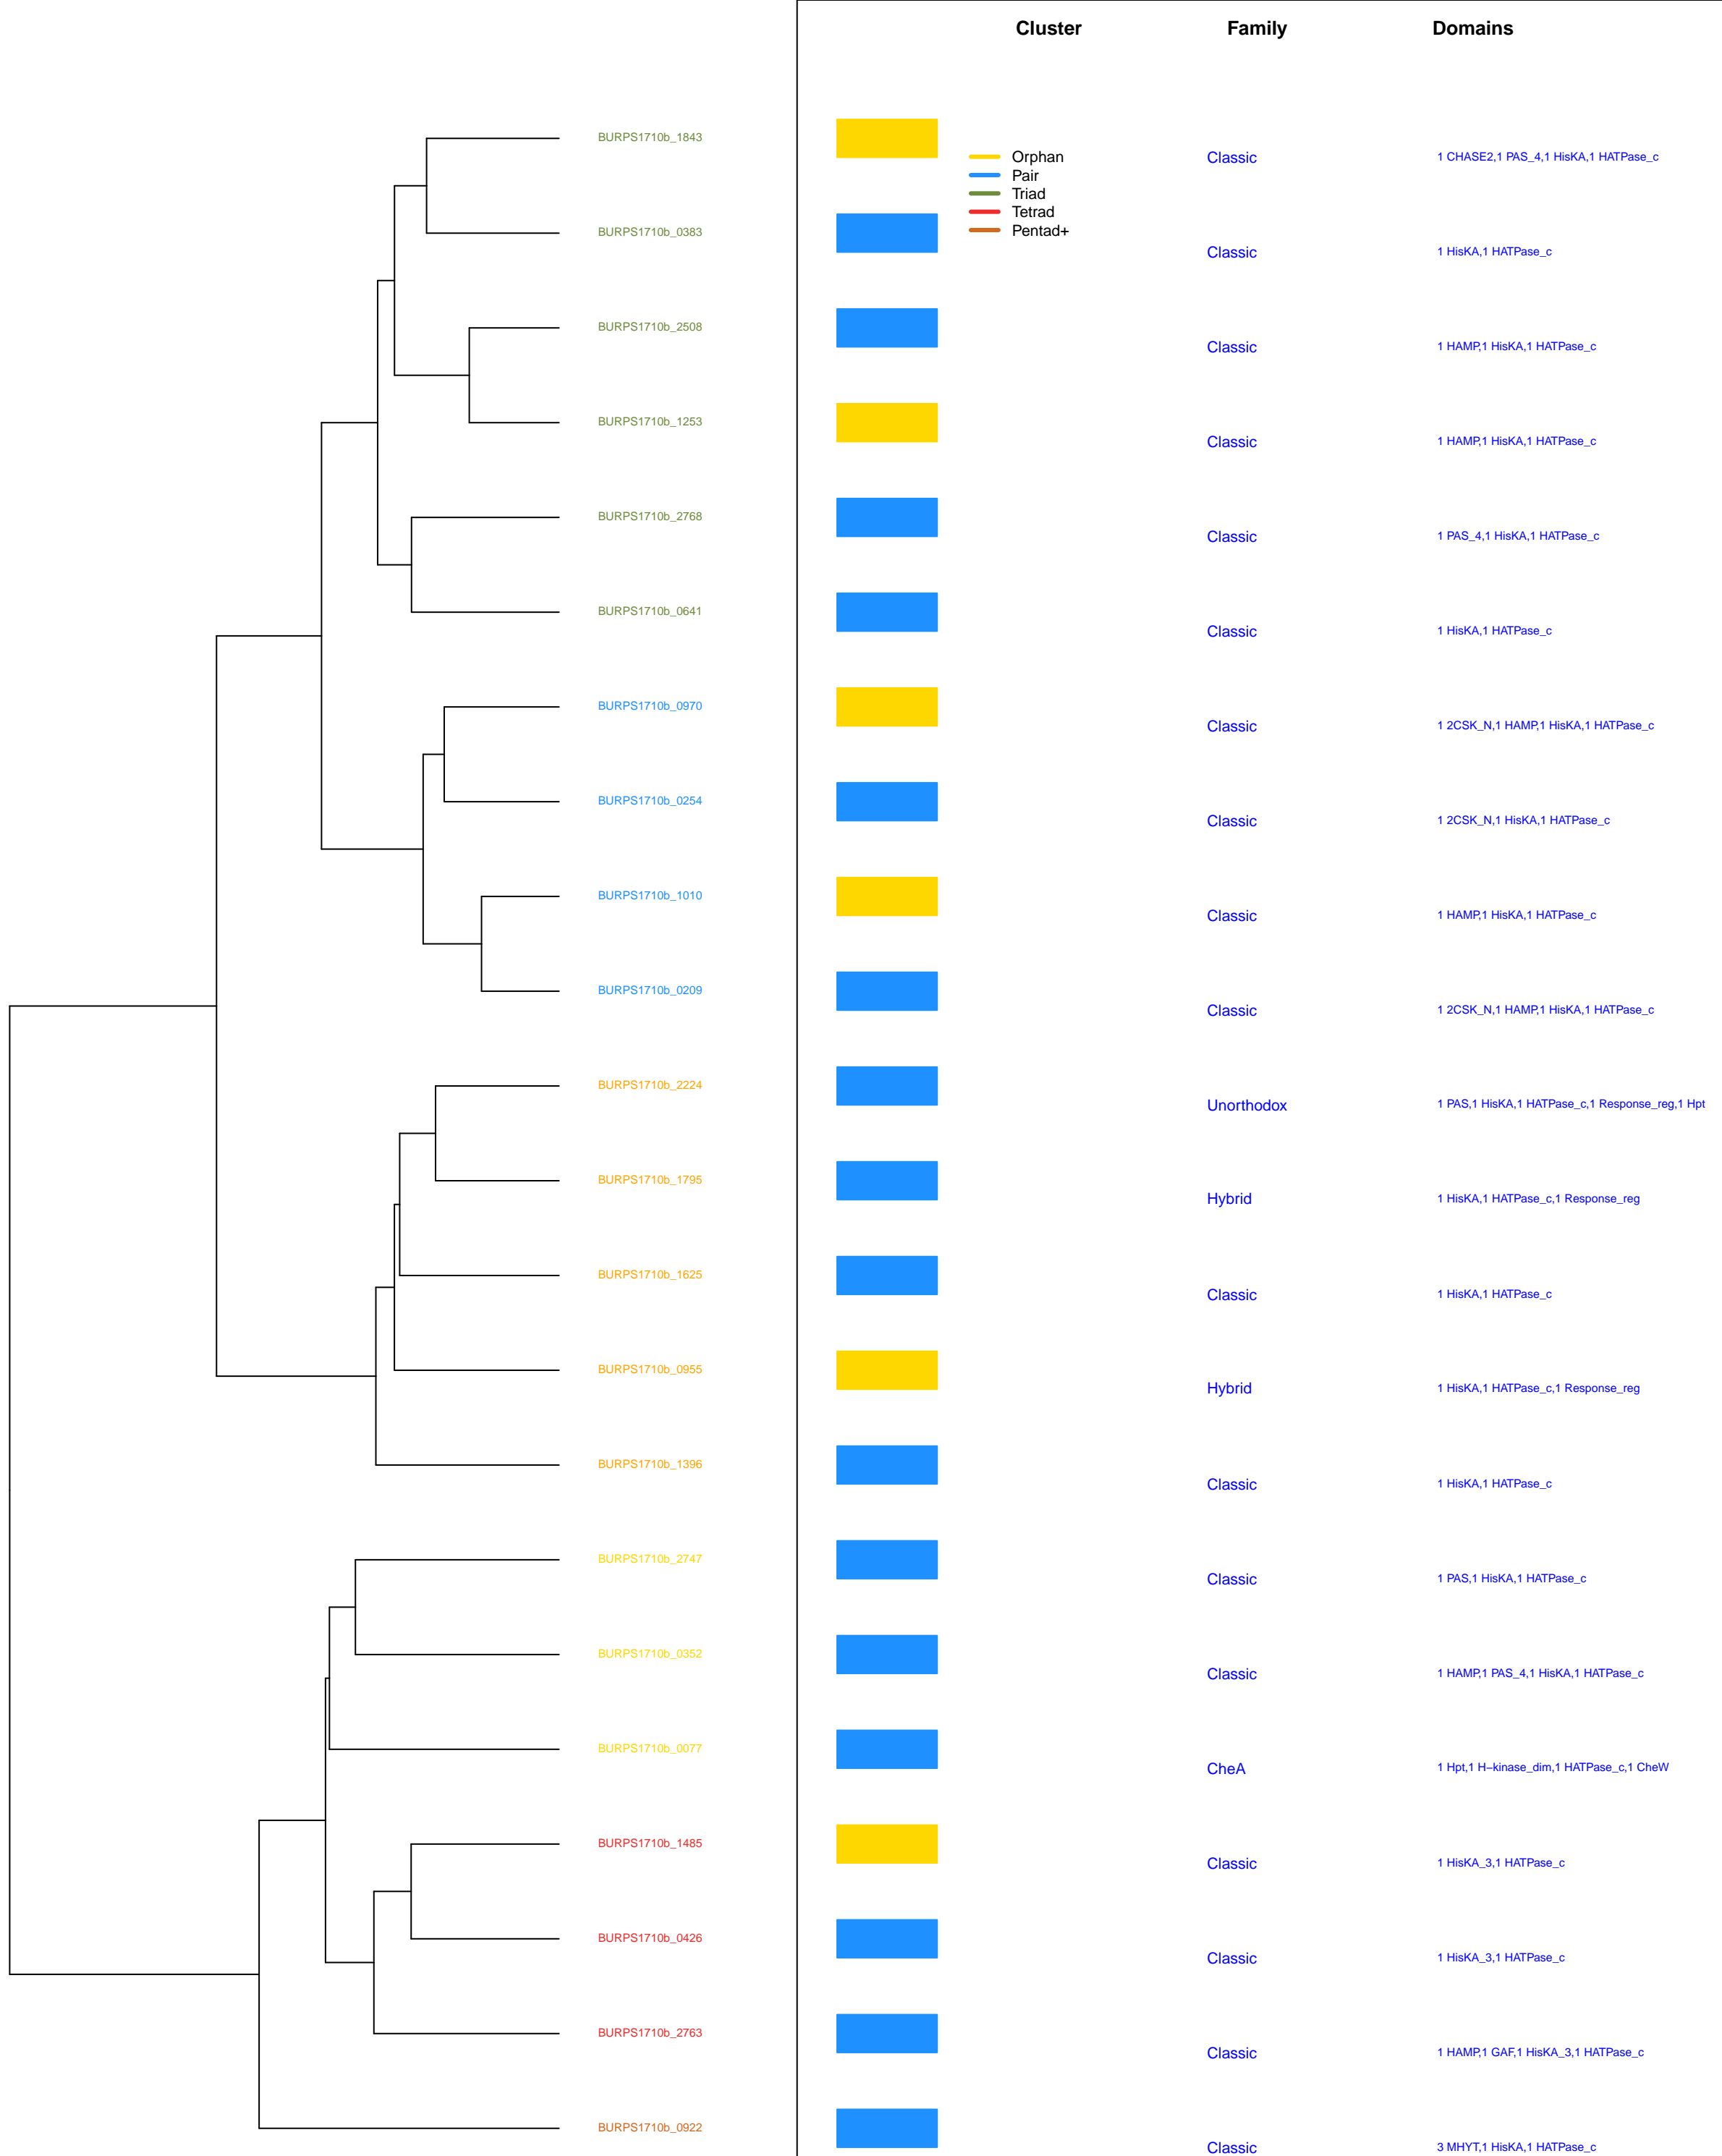 Cluster Family Domains
BURPS1710b_1843
Orphan Classic 1 CHASE2,1 PAS_4,1 HisKA,1 HATPase_c
Pair
Triad
Tetrad
BURPS1710b_0383 Pentad+
Classic 1 HisKA,1 HATPase_c
BURPS1710b_2508
Classic 1 HAMP,1 HisKA,1 HATPase_c
BURPS1710b_1253
Classic 1 HAMP,1 HisKA,1 HATPase_c
BURPS1710b_2768
Classic 1 PAS_4,1 HisKA,1 HATPase_c
BURPS1710b_0641
Classic 1 HisKA,1 HATPase_c
BURPS1710b_0970
Classic 1 2CSK_N,1 HAMP,1 HisKA,1 HATPase_c
BURPS1710b_0254
Classic 1 2CSK_N,1 HisKA,1 HATPase_c
BURPS1710b_1010
Classic 1 HAMP,1 HisKA,1 HATPase_c
BURPS1710b_0209
Classic 1 2CSK_N,1 HAMP,1 HisKA,1 HATPase_c
BURPS1710b_2224
Unorthodox 1 PAS,1 HisKA,1 HATPase_c,1 Response_reg,1 Hpt
BURPS1710b_1795
Hybrid 1 HisKA,1 HATPase_c,1 Response_reg
BURPS1710b_1625
Classic 1 HisKA,1 HATPase_c
BURPS1710b_0955
Hybrid 1 HisKA,1 HATPase_c,1 Response_reg
BURPS1710b_1396
Classic 1 HisKA,1 HATPase_c
BURPS1710b_2747
Classic 1 PAS,1 HisKA,1 HATPase_c
BURPS1710b_0352
Classic 1 HAMP,1 PAS_4,1 HisKA,1 HATPase_c
BURPS1710b_0077
CheA 1 Hpt,1 H−kinase_dim,1 HATPase_c,1 CheW
BURPS1710b_1485
Classic 1 HisKA_3,1 HATPase_c
BURPS1710b_0426
Classic 1 HisKA_3,1 HATPase_c
BURPS1710b_2763
Classic 1 HAMP,1 GAF,1 HisKA_3,1 HATPase_c
BURPS1710b_0922
Classic 3 MHYT,1 HisKA,1 HATPase_c